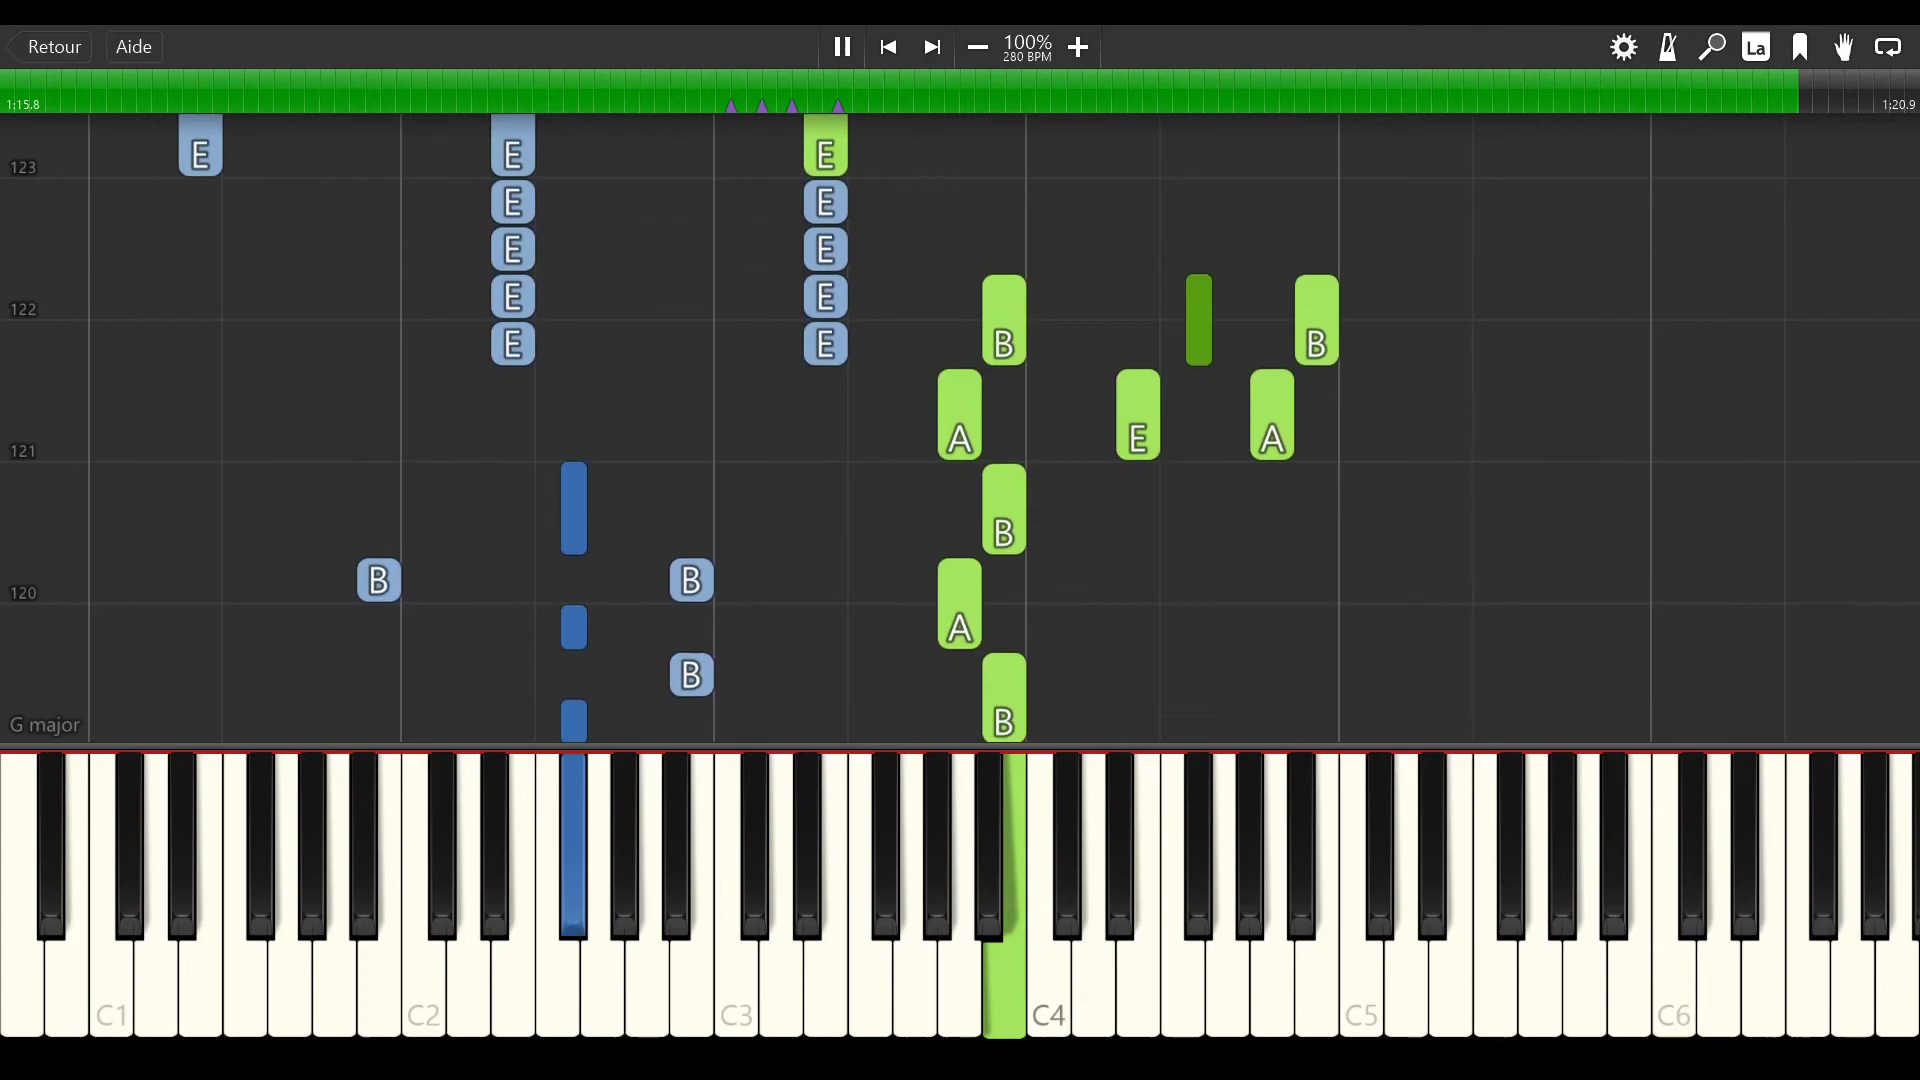 Retour Aide 100%
280 BPM La
1:15.8 1:20.9
123 E E E
E E
E E
122 E E B B
E E
121 A E A
B
120 B B
A
B
G major B
C1 C2 C3 C4 C5 C6